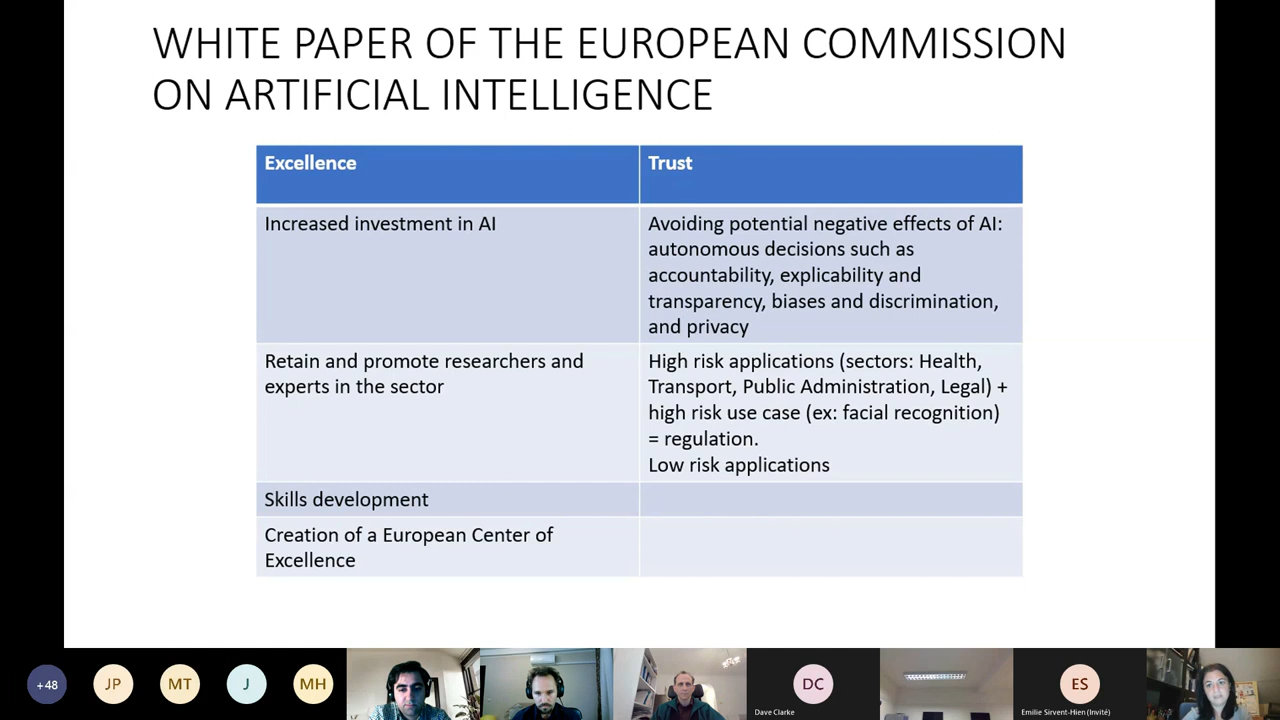 WHITE PAPER OF THE EUROPEAN COMMISSION
ON ARTIFICIAL INTELLIGENCE
Excellence
Trust
Increased investment in AI
Avoiding potential negative effects of AI:
autonomous decisions such as
accountability, explicability and
transparency, biases and discrimination,
and privacy
Retain and promote researchers and
experts in the sector
High risk applications (sectors: Health,
Transport, Public Administration, Legal) +
high risk use case (ex: facial recognition)
= regulation.
Low risk applications
Skills development
Creation of a European Center of
Excellence
+48
JP
MT
J
MH
DC
Dave Clarke
ES
Emilie Sirvent-Hien (Invité)